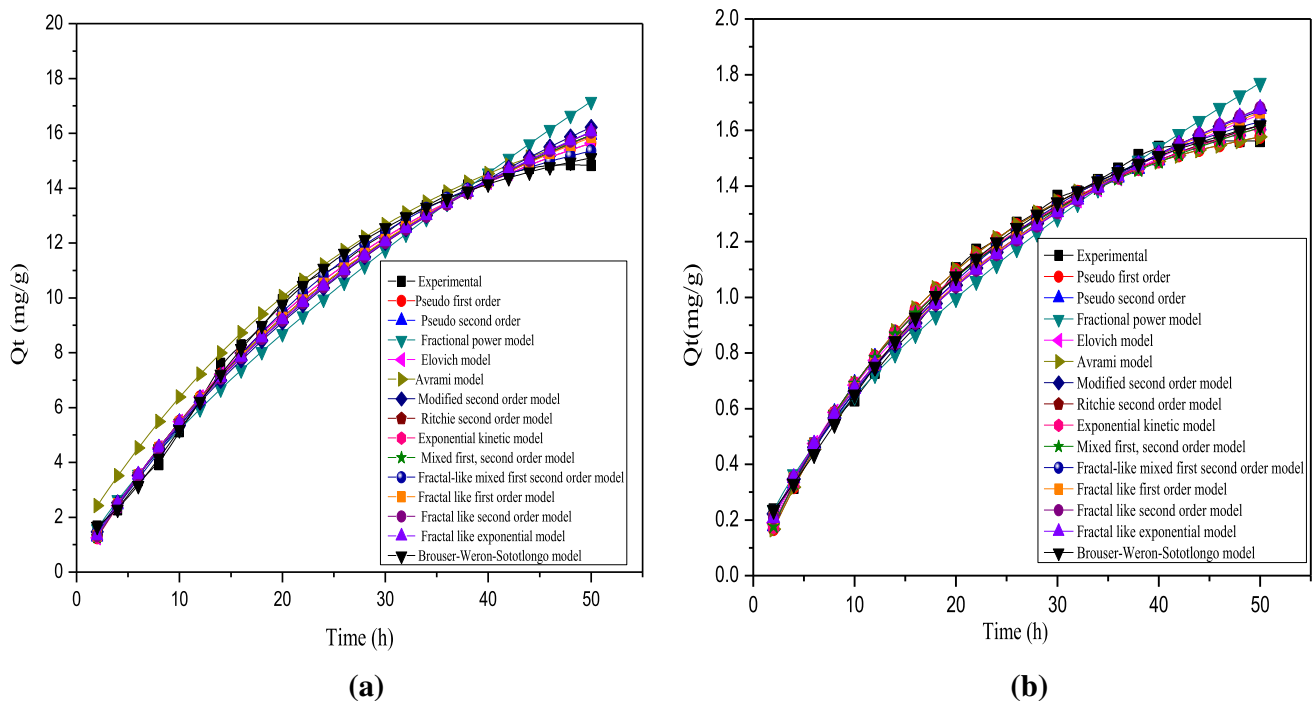 20
18
16
14
12
10
8
6
4
2
0
Qt (mg/g)
0 10 20 30 40 50
Time (h)
Experimental
Pseudo first order
Pseudo second order
Fractional power model
Elovich model
Avrami model
Modified second order model
Ritchie second order model
Exponential kinetic model
Mixed first, second order model
Fractal-like mixed first second order model
Fractal like first order model
Fractal like second order model
Fractal like exponential model
Brouser-Weron-Sototlongo model
(a)
2.0
1.8
1.6
1.4
1.2
1.0
0.8
0.6
0.4
0.2
0.0
Qt(mg/g)
0 10 20 30 40 50
Time (h)
Experimental
Pseudo first order
Pseudo second order
Fractional power model
Elovich model
Avrami model
Modified second order model
Ritchie second order model
Exponential kinetic model
Mixed first, second order model
Fractal-like mixed first second order model
Fractal like first order model
Fractal like second order model
Fractal like exponential model
Brouser-Weron-Sototlongo model
(b)